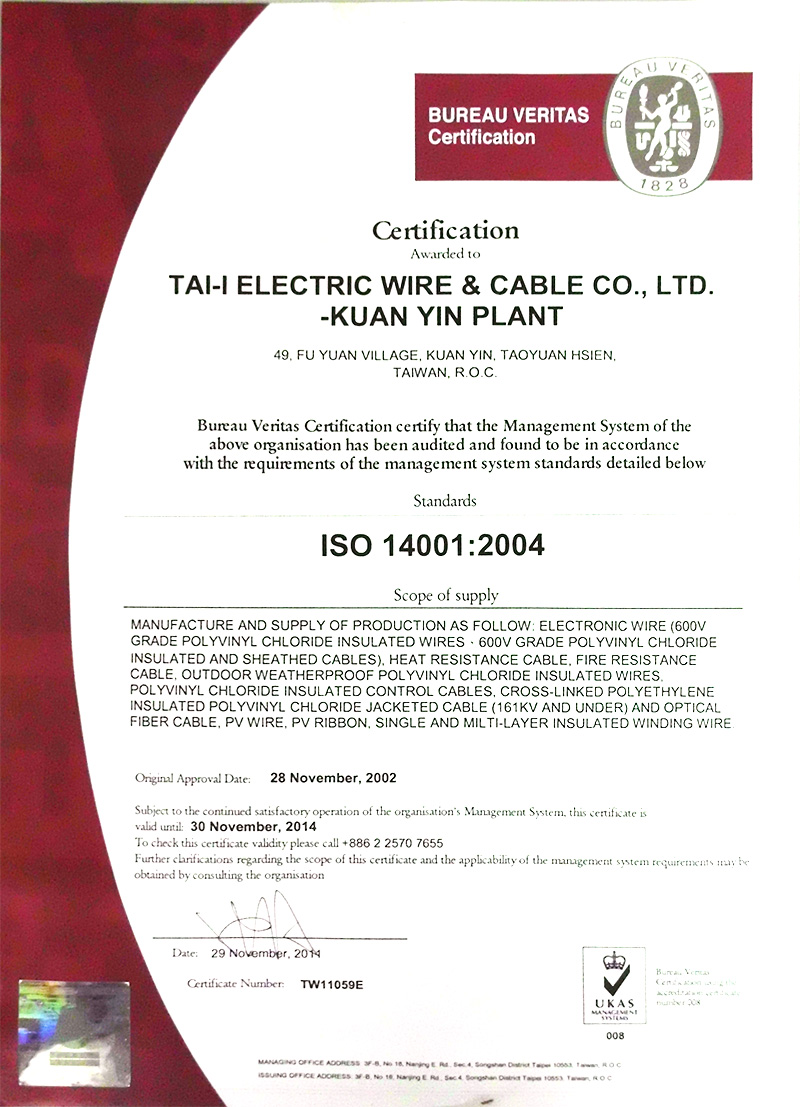 BUREAU VERITAS
Certification
BUREAU VERITAS
1828
Certification
Awarded to
TAI-I ELECTRIC WIRE & CABLE CO., LTD.
-KUAN YIN PLANT
49, FU YUAN VILLAGE, KUAN YIN, TAOYUAN HSIEN,
TAIWAN, R.O.C.
Bureau Veritas Certification certify that the Management System of the
above organisation has been audited and found to be in accordance
with the requirements of the management system standards detailed below
Standards
ISO 14001:2004
Scope of supply
MANUFACTURE AND SUPPLY OF PRODUCTION AS FOLLOW: ELECTRONIC WIRE (600V
GRADE POLYVINYL CHLORIDE INSULATED WIRES、600V GRADE POLYVINYL CHLORIDE
INSULATED AND SHEATHED CABLES), HEAT RESISTANCE CABLE, FIRE RESISTANCE
CABLE, OUTDOOR WEATHERPROOF POLYVINYL CHLORIDE INSULATED WIRES,
POLYVINYL CHLORIDE INSULATED CONTROL CABLES, CROSS-LINKED POLYETHYLENE
INSULATED POLYVINYL CHLORIDE JACKETED CABLE (161KV AND UNDER) AND OPTICAL
FIBER CABLE, PV WIRE, PV RIBBON, SINGLE AND MILTI-LAYER INSULATED WINDING WIRE
Original Approval Date: 28 November, 2002
Subject to the continued satisfactory operation of the organisation's Management System, this certificate is
valid until: 30 November, 2014
To check this certificate validity please call +886 2 2570 7655
Further clarifications regarding the scope of this certificate and the applicability of the management system requirements may be
obtained by consulting the organisation
Date: 29 November, 2011
Certificate Number: TW11059E
UKAS
MANAGEMENT
SYSTEMS
008
Bureau Veritas
Certification
accreditation certificate
number 008
MANAGING OFFICE ADDRESS: 3F-B, No.16, Nanjing E. Rd., Sec.4, Songshan District Taipei 10553, Taiwan, R.O.C
ISSUING OFFICE ADDRESS: 3F-B, No.16, Nanjing E. Rd., Sec.4, Songshan District Taipei 10553, Taiwan, R.O.C